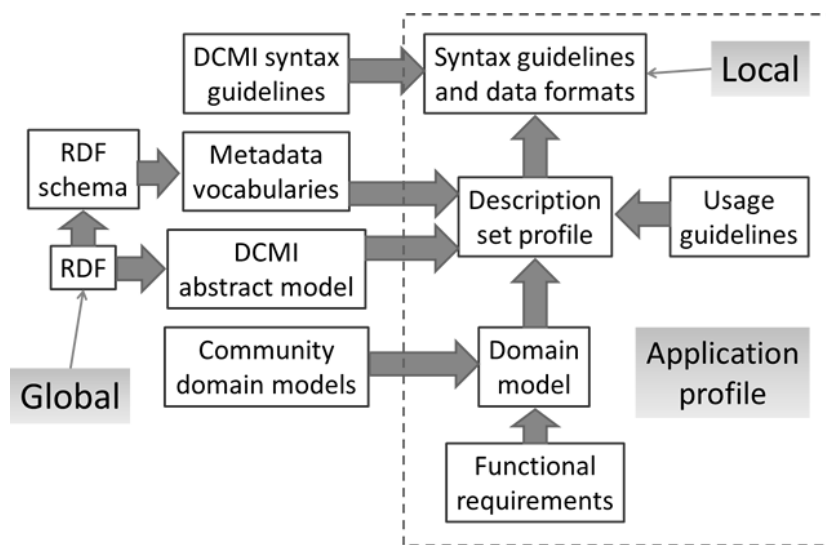 DCMI syntax
guidelines
Syntax guidelines
and data formats
Local
RDF
schema
Metadata
vocabularies
Description
set profile
Usage
guidelines
RDF
DCMI
abstract model
Community
domain models
Domain
model
Application
profile
Global
Functional
requirements